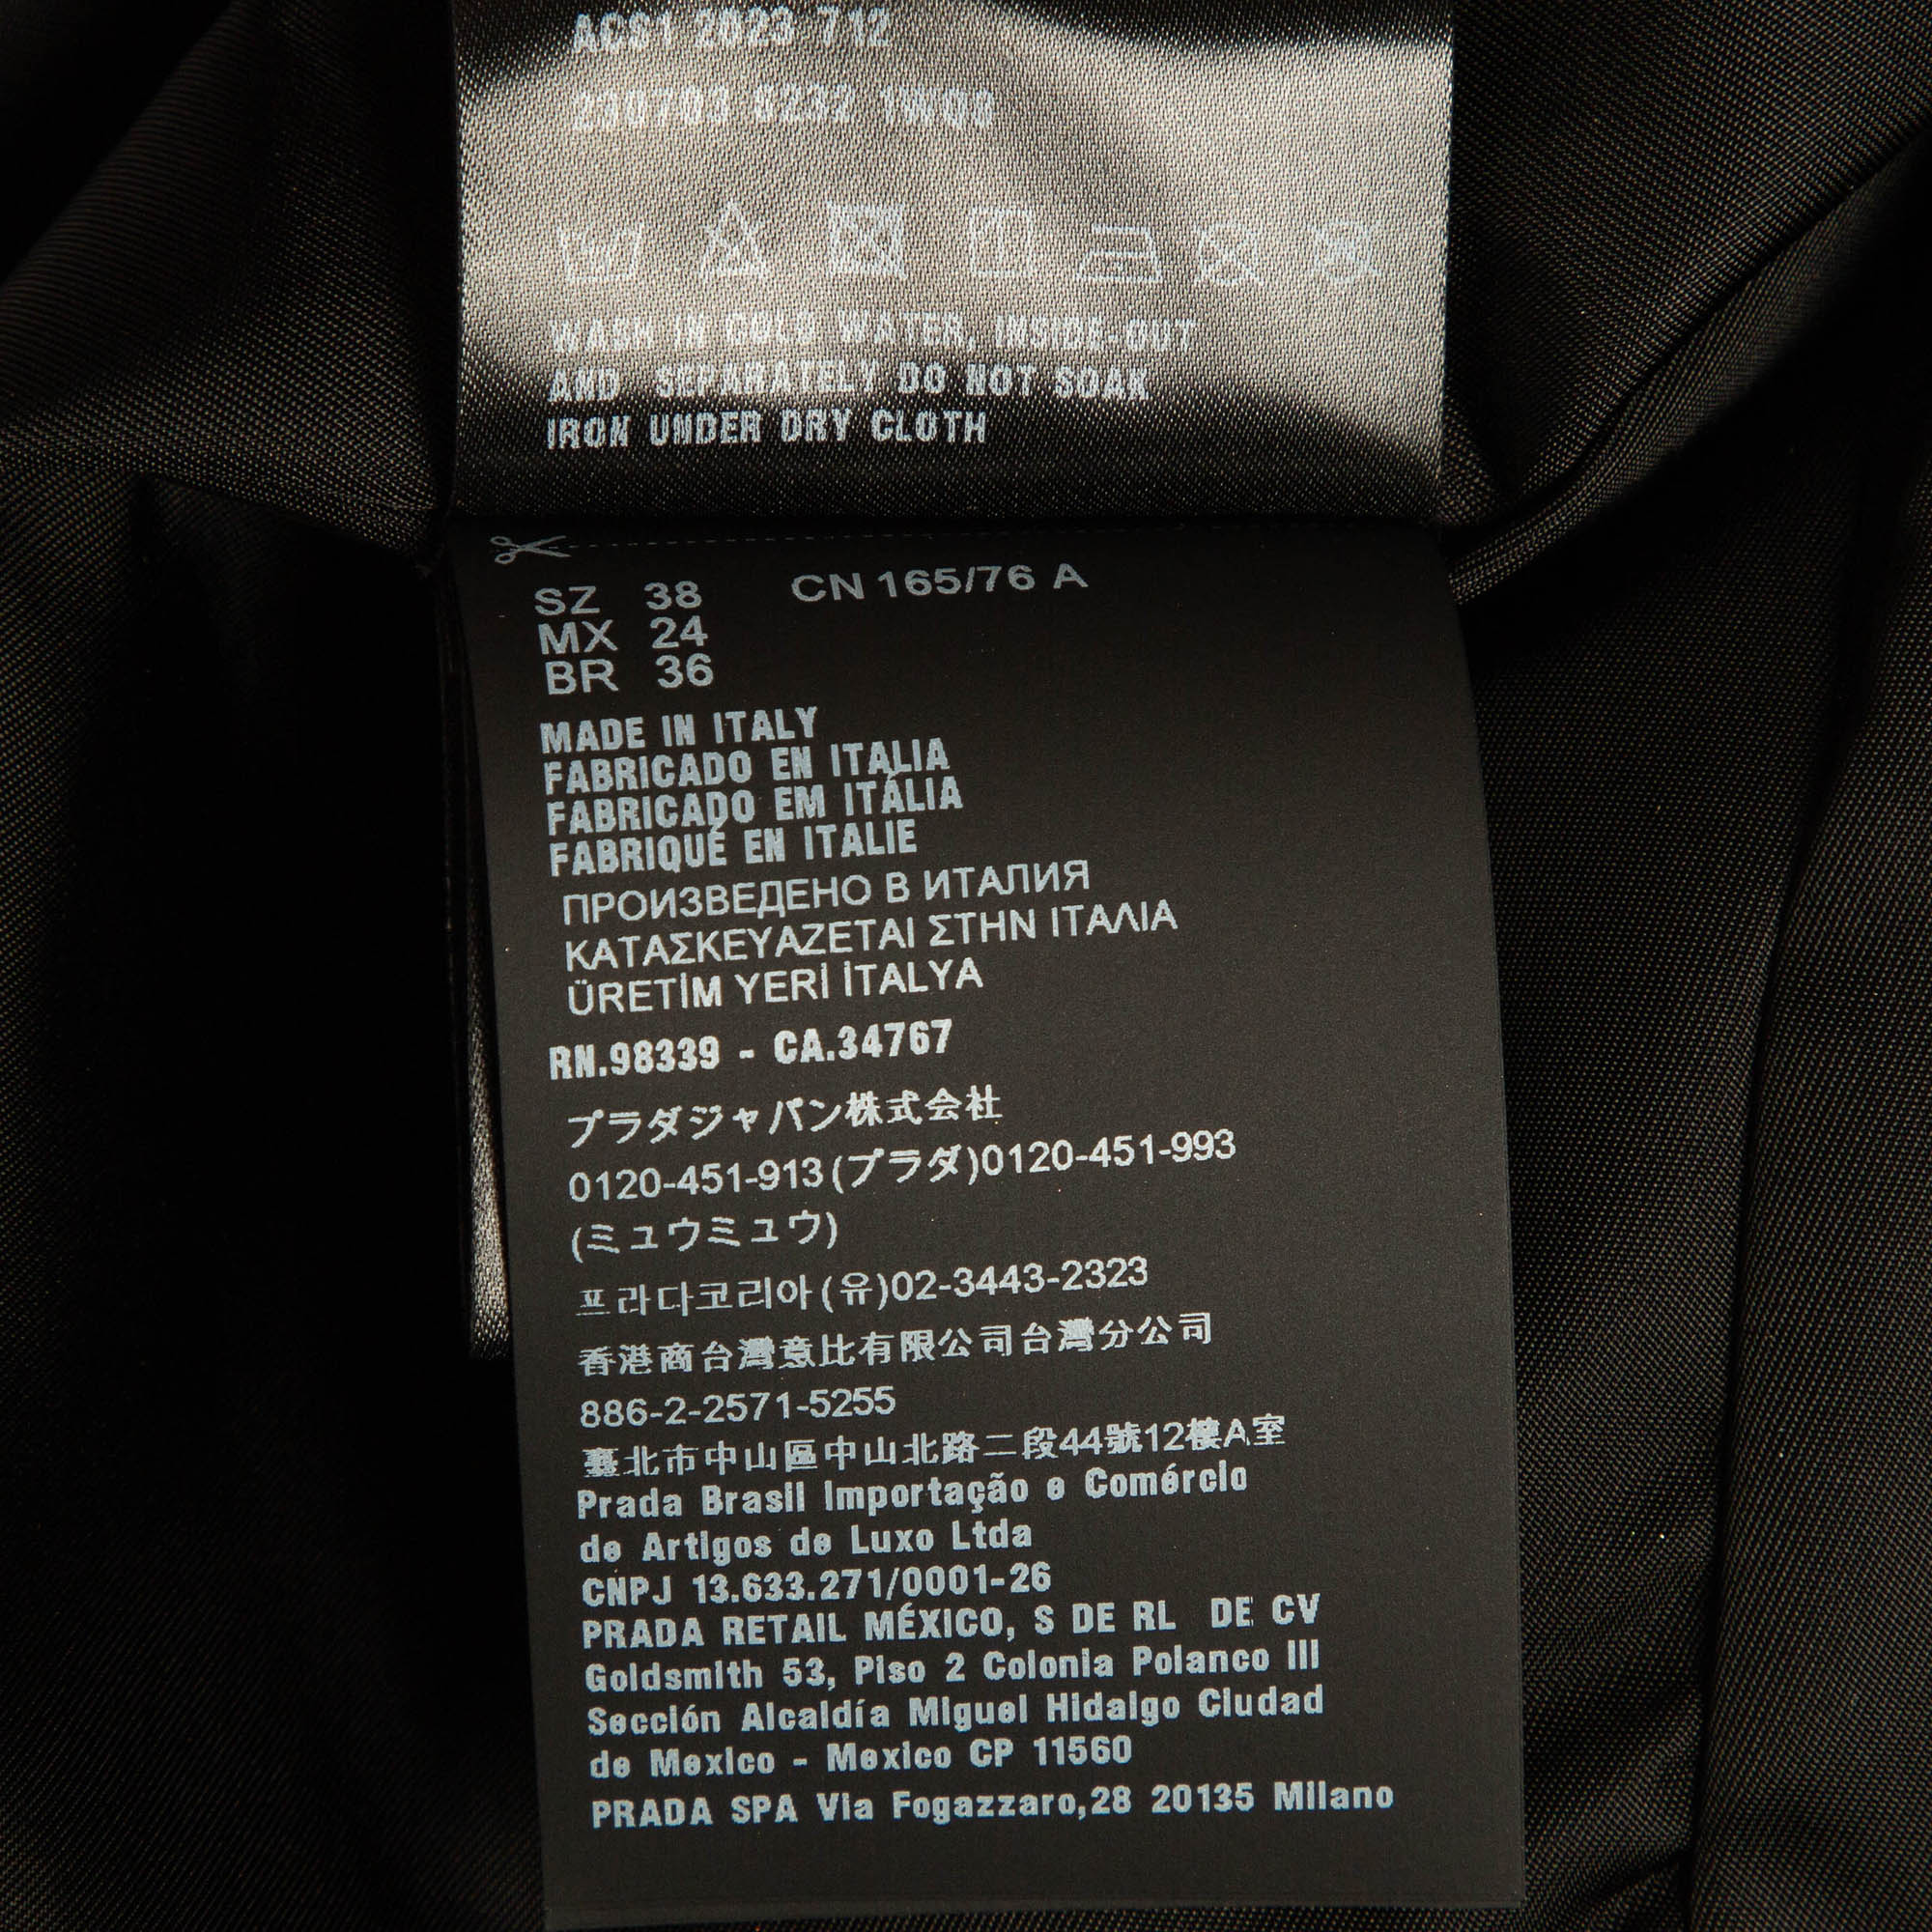 ACS1 2023 712
230703 S232 1WQ8
WASH IN COLD WATER, INSIDE-OUT
AND SEPARATELY DO NOT SOAK
IRON UNDER DRY CLOTH
SZ 38 CN 165/76 A
MX 24
BR 36
MADE IN ITALY
FABRICADO EN ITALIA
FABRICADO EM ITÁLIA
FABRIQUÉ EN ITALIE
ПРОИЗВЕДЕНО В ИТАЛИЯ
ΚΑΤΑΣΚΕΥΑΖΕΤΑΙ ΣΤΗΝ ΙΤΑΛΙΑ
ÜRETİM YERİ İTALYA
RN.98339 - CA.34767
プラダジャパン株式会社
0120-451-913(プラダ)0120-451-993
(ミュウミュウ)
프라다코리아(유)02-3443-2323
香港商台灣意比有限公司台灣分公司
886-2-2571-5255
臺北市中山區中山北路二段44號12樓A室
Prada Brasil Importação e Comércio
de Artigos de Luxo Ltda
CNPJ 13.633.271/0001-26
PRADA RETAIL MÉXICO, S DE RL DE CV
Goldsmith 53, Piso 2 Colonia Polanco III
Sección Alcaldía Miguel Hidalgo Ciudad
de Mexico - Mexico CP 11560
PRADA SPA Via Fogazzaro,28 20135 Milano